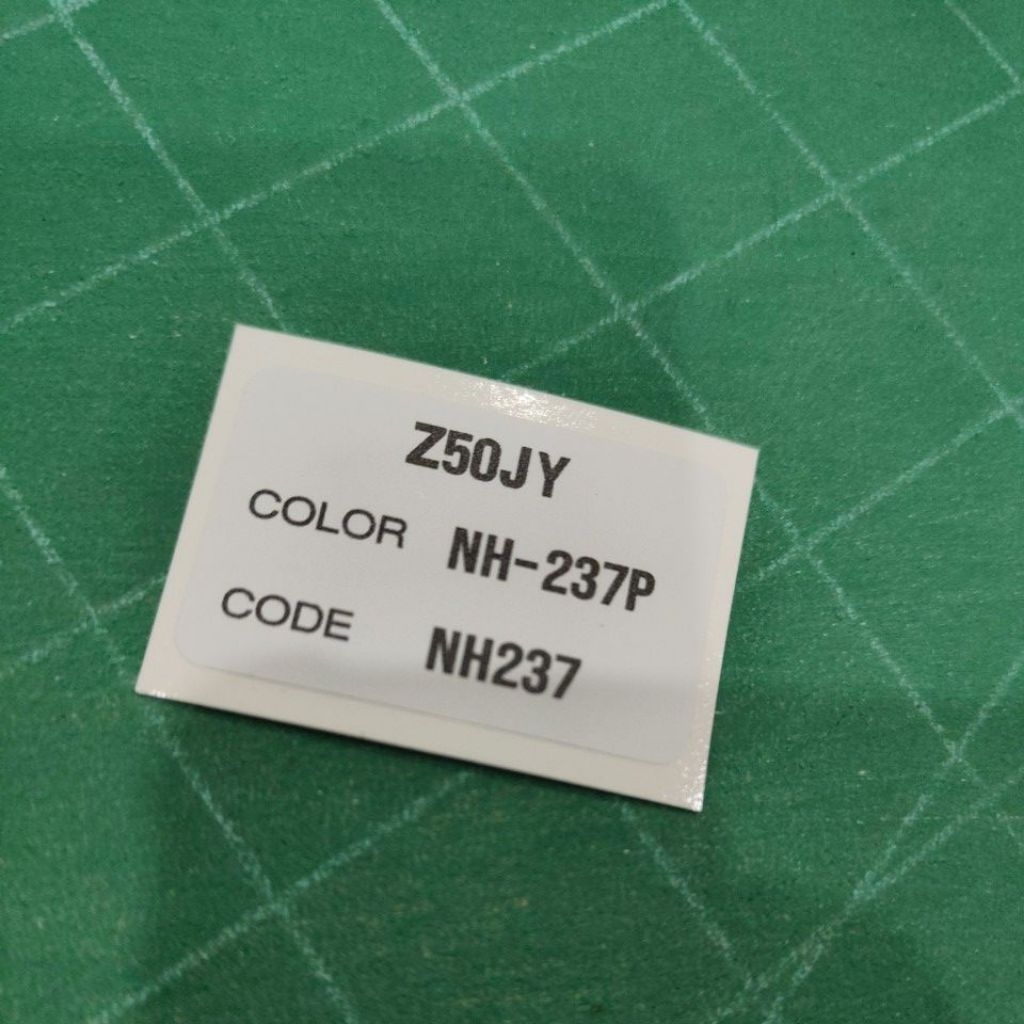 Z50JY
COLOR NH-237P
CODE NH237